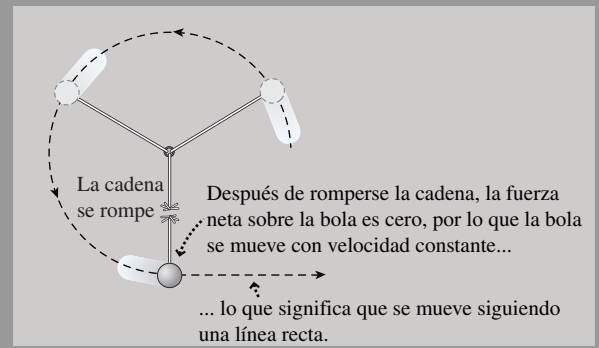 La cadena
se rompe
Después de romperse la cadena, la fuerza
neta sobre la bola es cero, por lo que la bola
se mueve con velocidad constante...
... lo que significa que se mueve siguiendo
una línea recta.